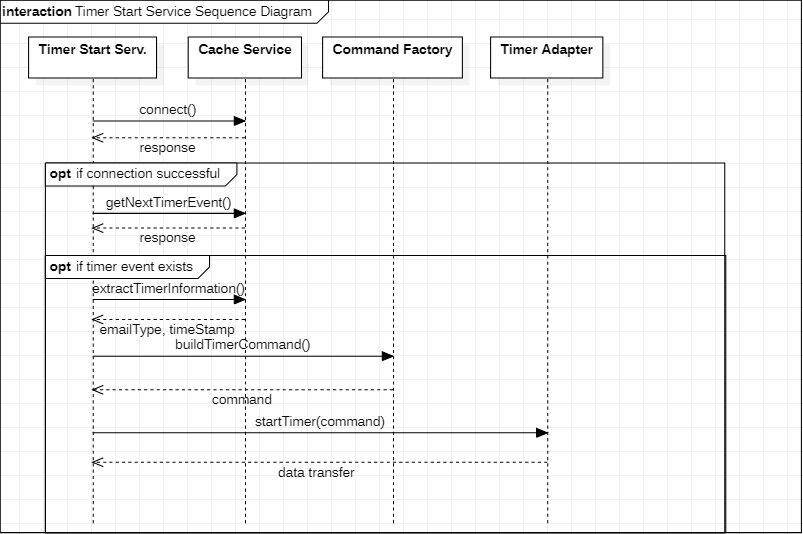 interaction Timer Start Service Sequence Diagram
Timer Start Serv. Cache Service Command Factory Timer Adapter
connect()
response
opt if connection successful
getNextTimerEvent()
response
opt if timer event exists
extractTimerInformation()
emailType, timeStamp
buildTimerCommand()
command
startTimer(command)
data transfer